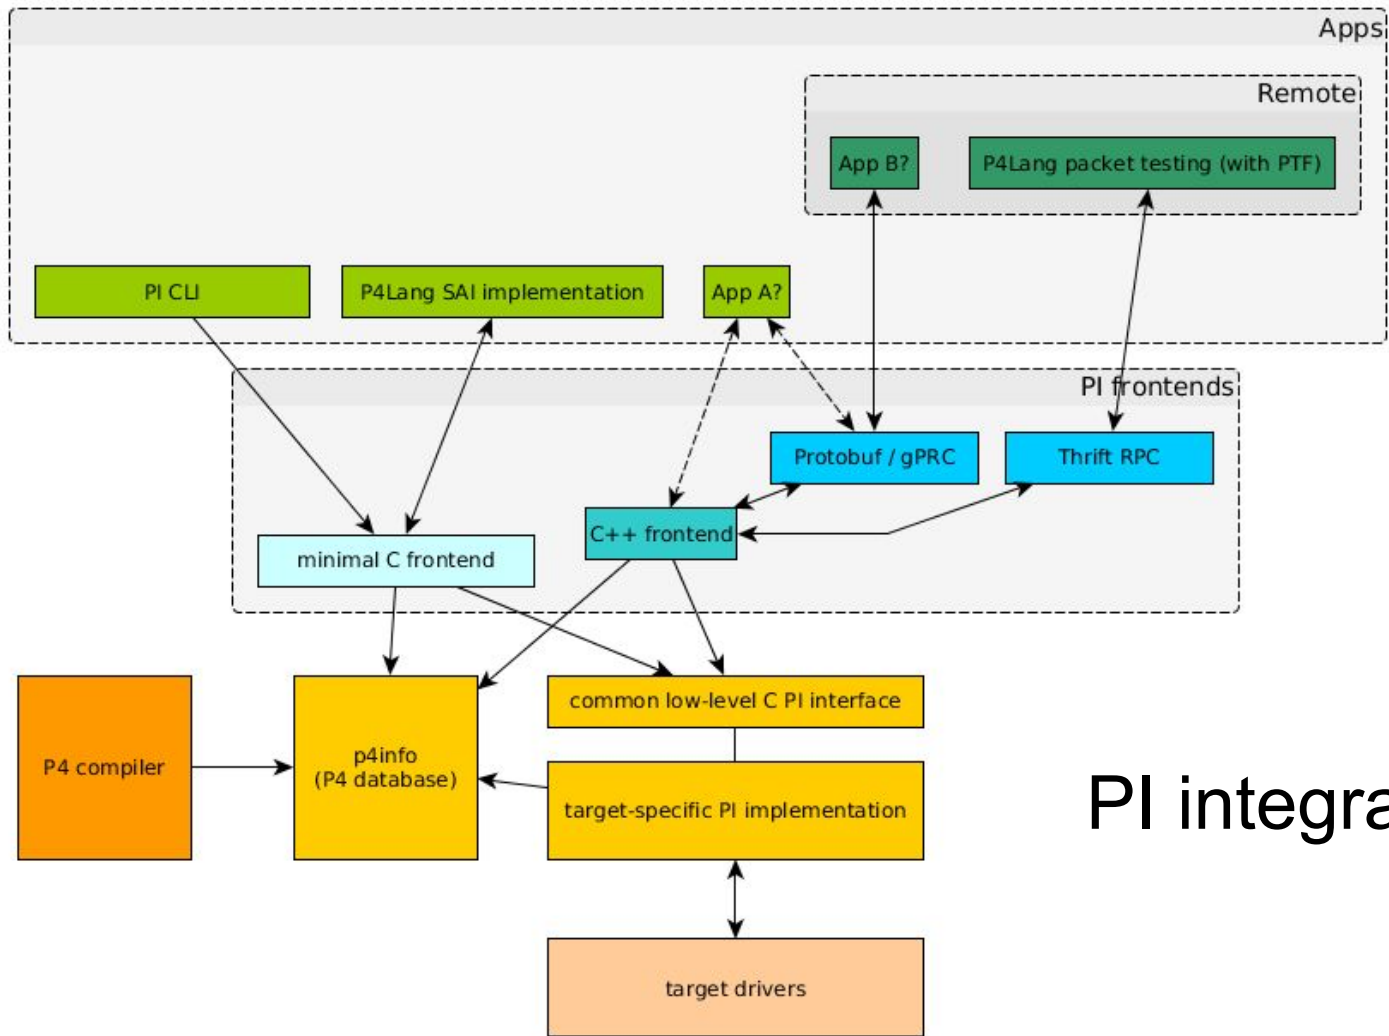 Apps
Remote
App B?
P4Lang packet testing (with PTF)
PI CLI
P4Lang SAI implementation
App A?
PI frontends
Protobuf / gPRC
Thrift RPC
C++ frontend
minimal C frontend
common low-level C PI interface
P4 compiler
p4info
(P4 database)
target-specific PI implementation
PI integra
target drivers